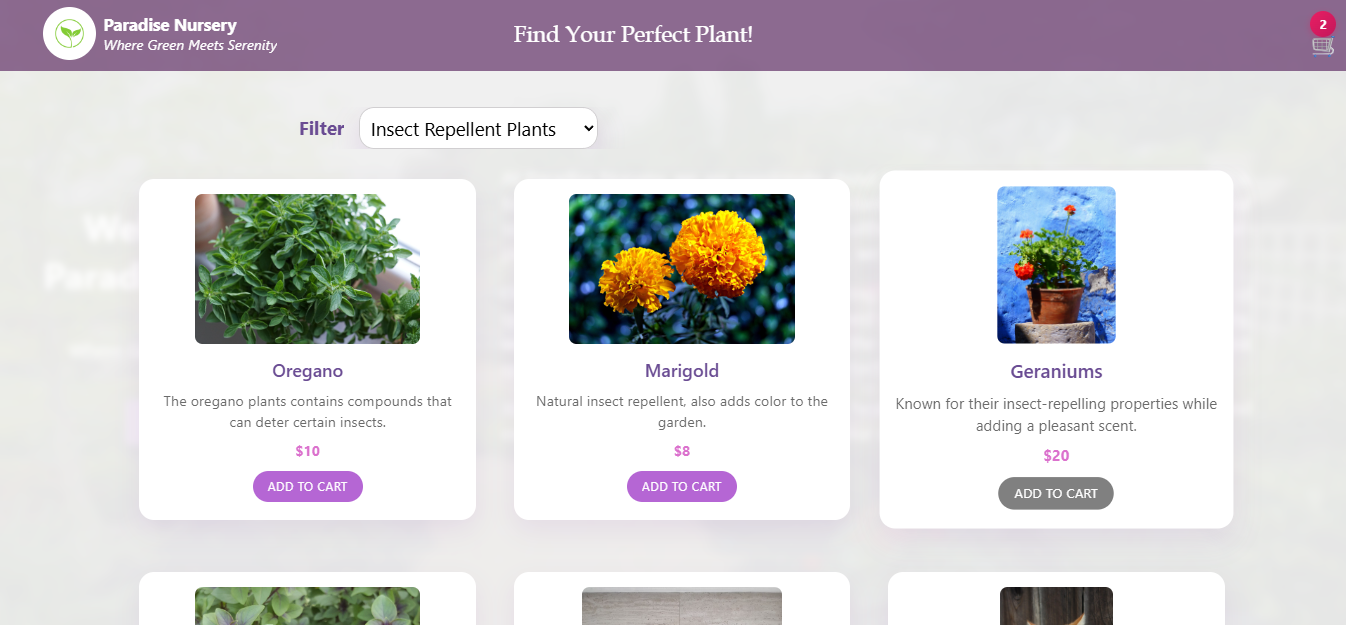 Paradise Nursery
Where Green Meets Serenity
Find Your Perfect Plant!
2
Filter
Insect Repellent Plants
Oregano
The oregano plants contains compounds that
can deter certain insects.
$10
ADD TO CART
Marigold
Natural insect repellent, also adds color to the
garden.
$8
ADD TO CART
Geraniums
Known for their insect-repelling properties while
adding a pleasant scent.
$20
ADD TO CART